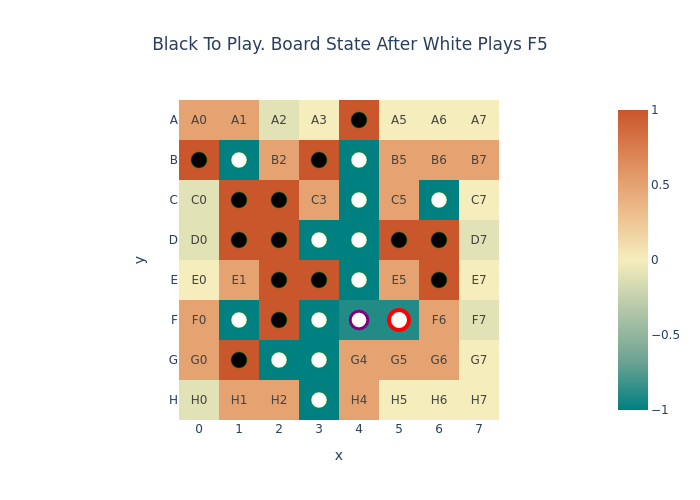 Black To Play. Board State After White Plays F5
A A0 A1 A2 A3 A5 A6 A7
B B2 B5 B6 B7
C C0 C3 C5 C7
D D0 D7
E E0 E1 E5 E7
F F0 F6 F7
G G0 G4 G5 G6 G7
H H0 H1 H2 H4 H5 H6 H7
0 1 2 3 4 5 6 7
x
y
1
0.5
0
−0.5
−1